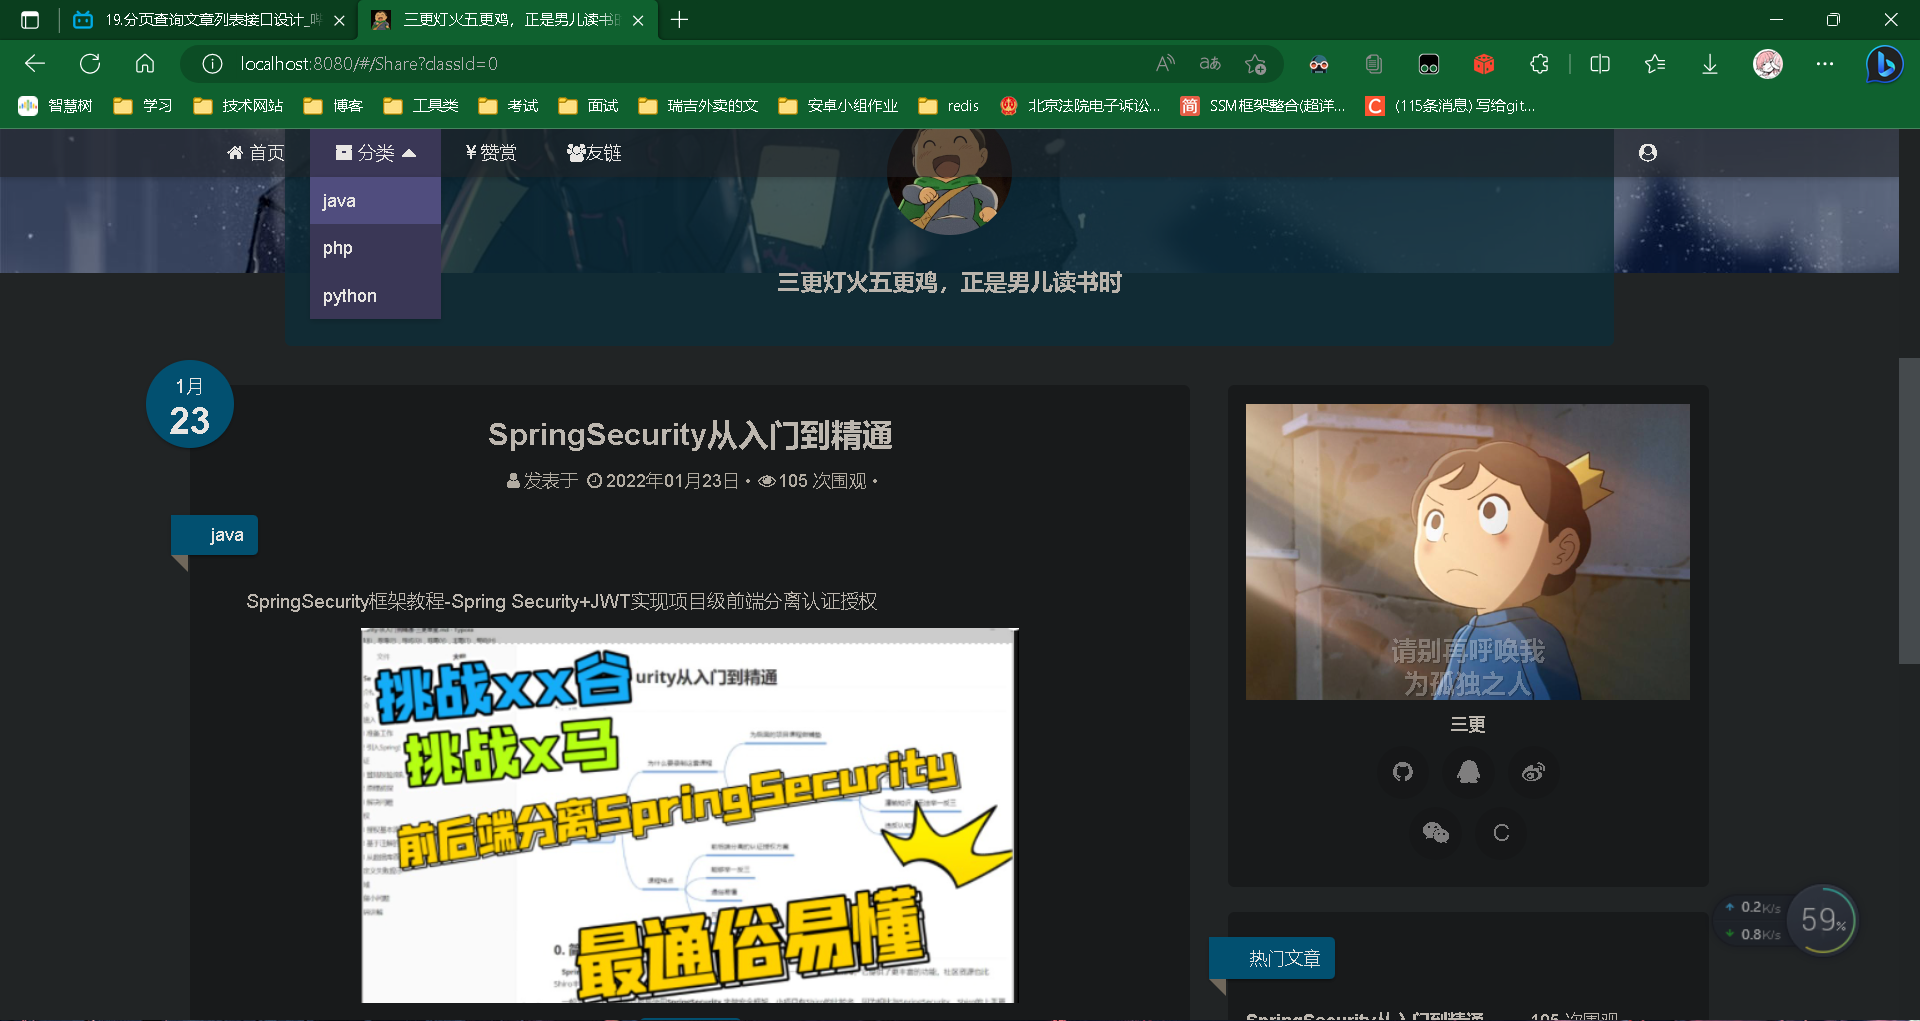 19.分页查询文章列表接口设计_哔
三更灯火五更鸡，正是男儿读书时
localhost:8080/#/Share?classId=0
智慧树
学习
技术网站
博客
工具类
考试
面试
瑞吉外卖的文
安卓小组作业
redis
北京法院电子诉讼...
SSM框架整合(超详...
(115条消息) 写给git...
首页
分类
赞赏
友链
java
php
python
三更灯火五更鸡，正是男儿读书时
1月
23
SpringSecurity从入门到精通
发表于 2022年01月23日 • 105 次围观 •
java
SpringSecurity框架教程-Spring Security+JWT实现项目级前端分离认证授权
urity从入门到精通
挑战xx谷
挑战x马
前后端分离SpringSecurity
最通俗易懂
请别再呼唤我
为孤独之人
三更
C
0.2K/s
0.8K/s
59%
热门文章
SpringSecurity从入门到精通
105 次围观